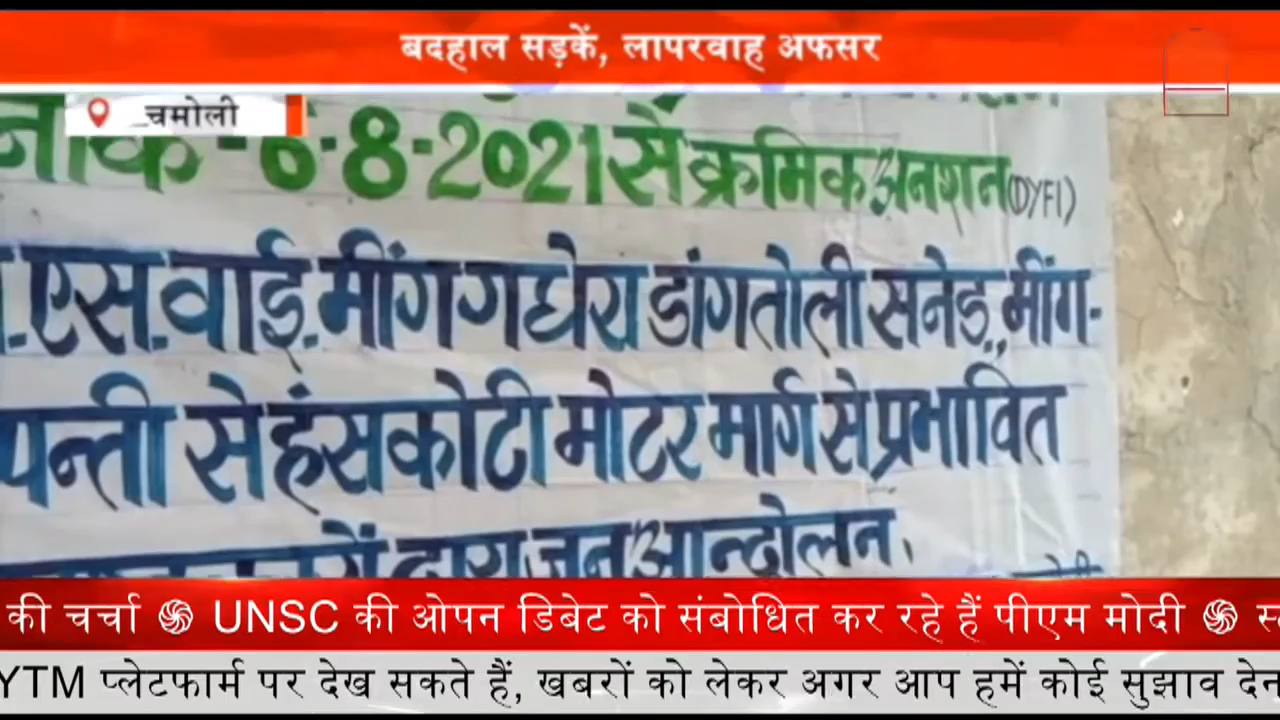 बदहाल सड़कें, लापरवाह अफसर
चमोली
6-8-2021 से क्रमिक अनशन (DYFI)
एस.वाई. मींग गधेरा डांगतोली सनेड़,, मींग-
पन्ती से हंसकोटी मोटर मार्ग से प्रभावित
द्वारा जन आन्दोलन,
की चर्चा UNSC की ओपन डिबेट को संबोधित कर रहे हैं पीएम मोदी
YTM प्लेटफार्म पर देख सकते हैं, खबरों को लेकर अगर आप हमें कोई सुझाव देन